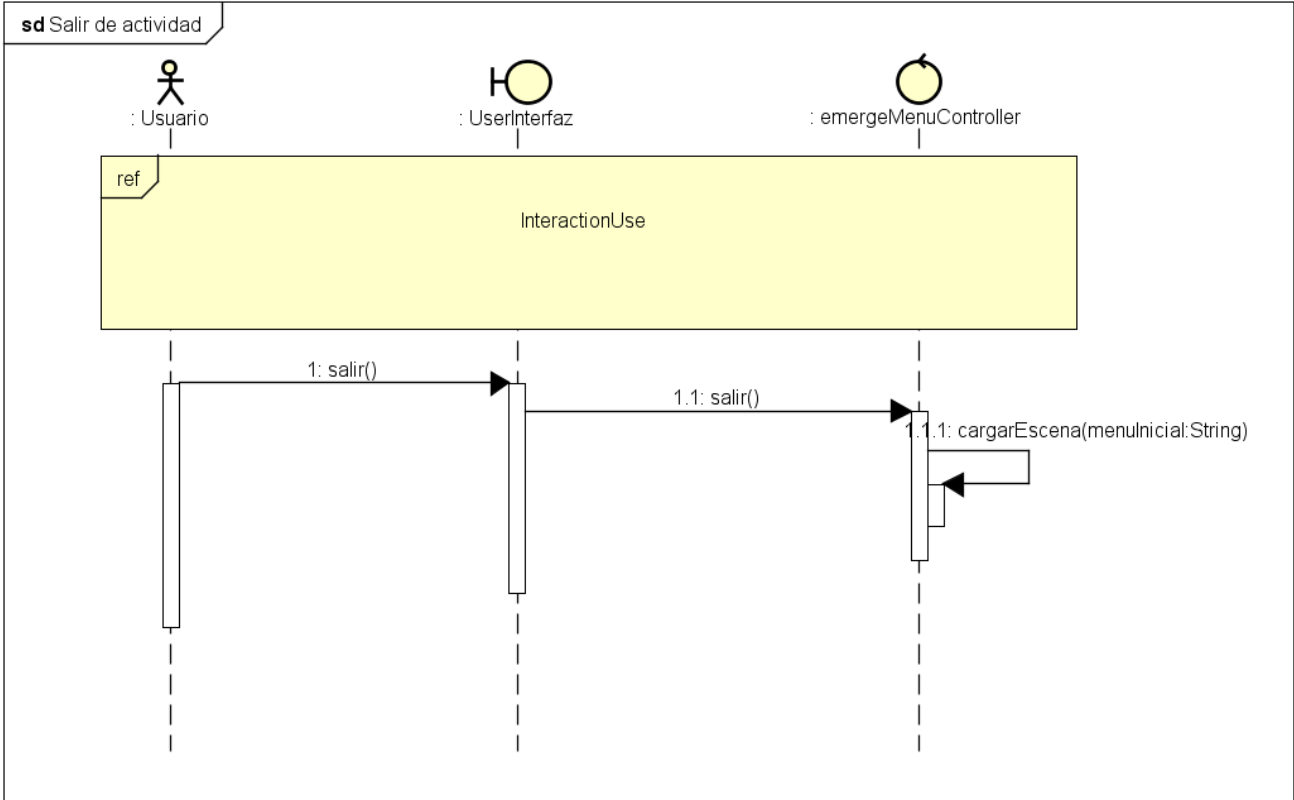 sd Salir de actividad
: Usuario
: UserInterfaz
: emergeMenuController
ref
InteractionUse
1: salir()
1.1: salir()
1.1.1: cargarEscena(menuInicial:String)